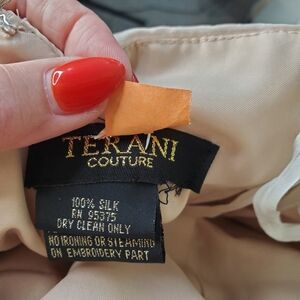 TERANI
COUTURE
100% SILK
RN 95375
DRY CLEAN ONLY
NO IRONING OR STEAMING
ON EMBROIDERY PART